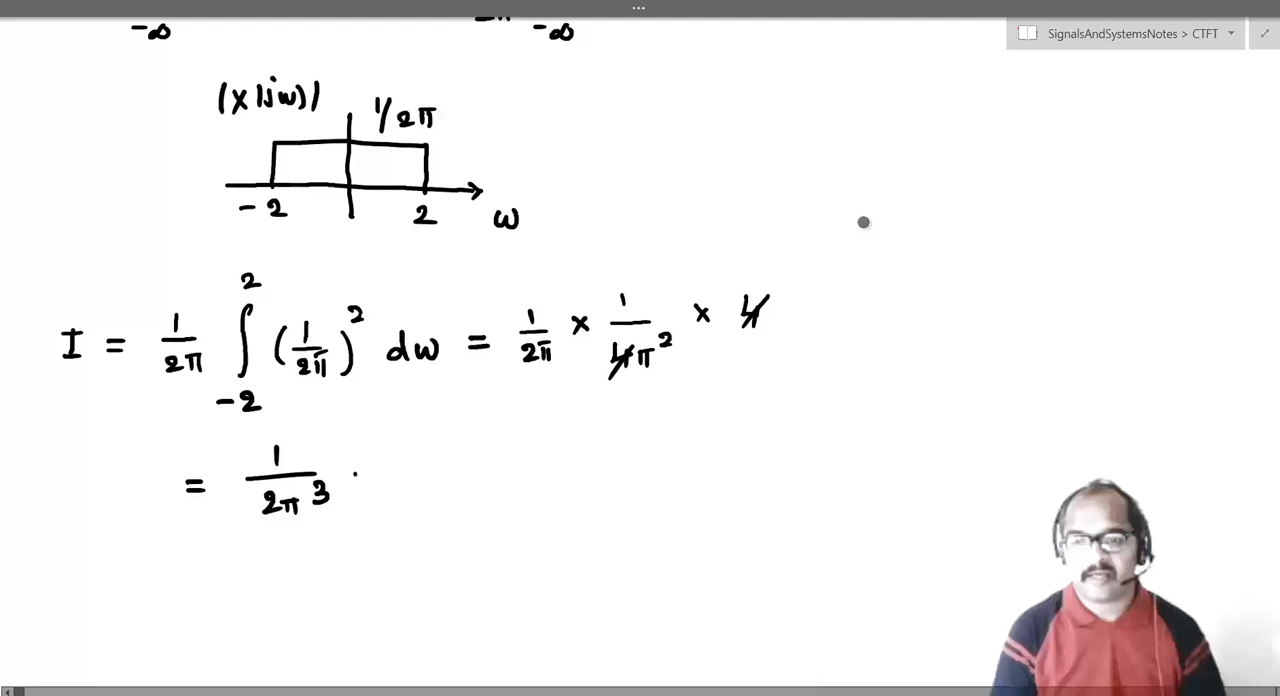 ...
SignalsAndSystemsNotes > CTFT
-∞ -∞
|X(jω)|
1/2π
-2 2 ω
I = 1/2π ∫_{-2}^{2} (1/2π)^2 dω = 1/2π × 1/4π^2 × 4
= 1/2π^3 .